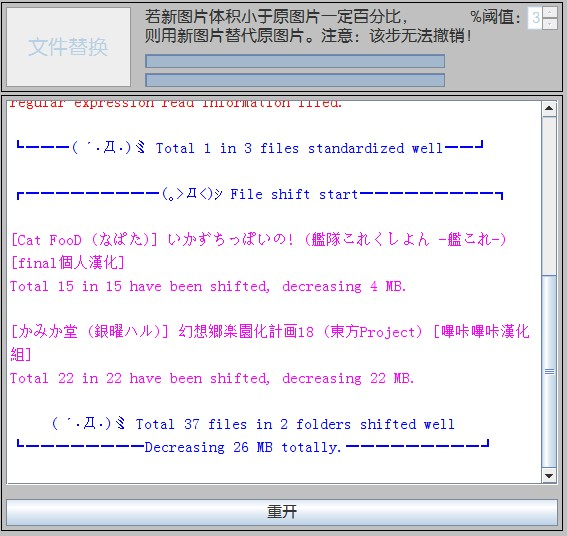 文件替换
若新图片体积小于原图片一定百分比， %阈值： 3
则用新图片替代原图片。注意：该步无法撤销！
regular expression read information filed.
┗━━━━( ´･Д･)ﾐ Total 1 in 3 files standardized well━━━┛
┏━━━━━━━━━━━(｡>Д<)ｼ File shift start━━━━━━━━━━━┓
[Cat FooD (なぱた)] いかずちっぽいの! (艦隊これくしょん -艦これ-)
[final個人漢化]
Total 15 in 15 have been shifted, decreasing 4 MB.
[かみか堂 (銀曜ハル)] 幻想郷楽園化計画18 (東方Project) [嗶咔嗶咔漢化
組]
Total 22 in 22 have been shifted, decreasing 22 MB.
( ´･Д･)ﾐ Total 37 files in 2 folders shifted well
┗━━━━━━━━━━Decreasing 26 MB totally.━━━━━━━━━━━┛
重开